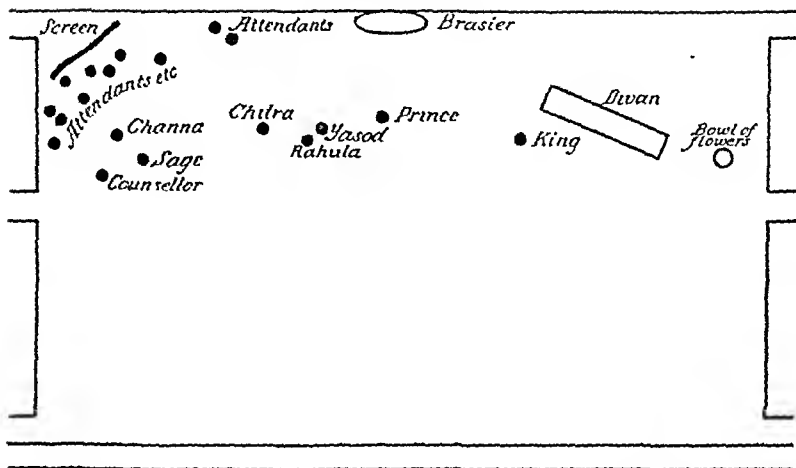 Screen
Attendants
Brasier
Attendants etc
Divan
Chitra
Prince
Bowl of
flowers
Channa
Yasod
King
Rahula
Sage
Counsellor